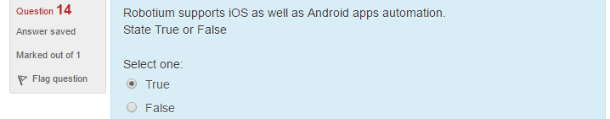 Question 14
Answer saved
Marked out of 1
Flag question
Robotium supports iOS as well as Android apps automation.
State True or False
Select one:
True
False